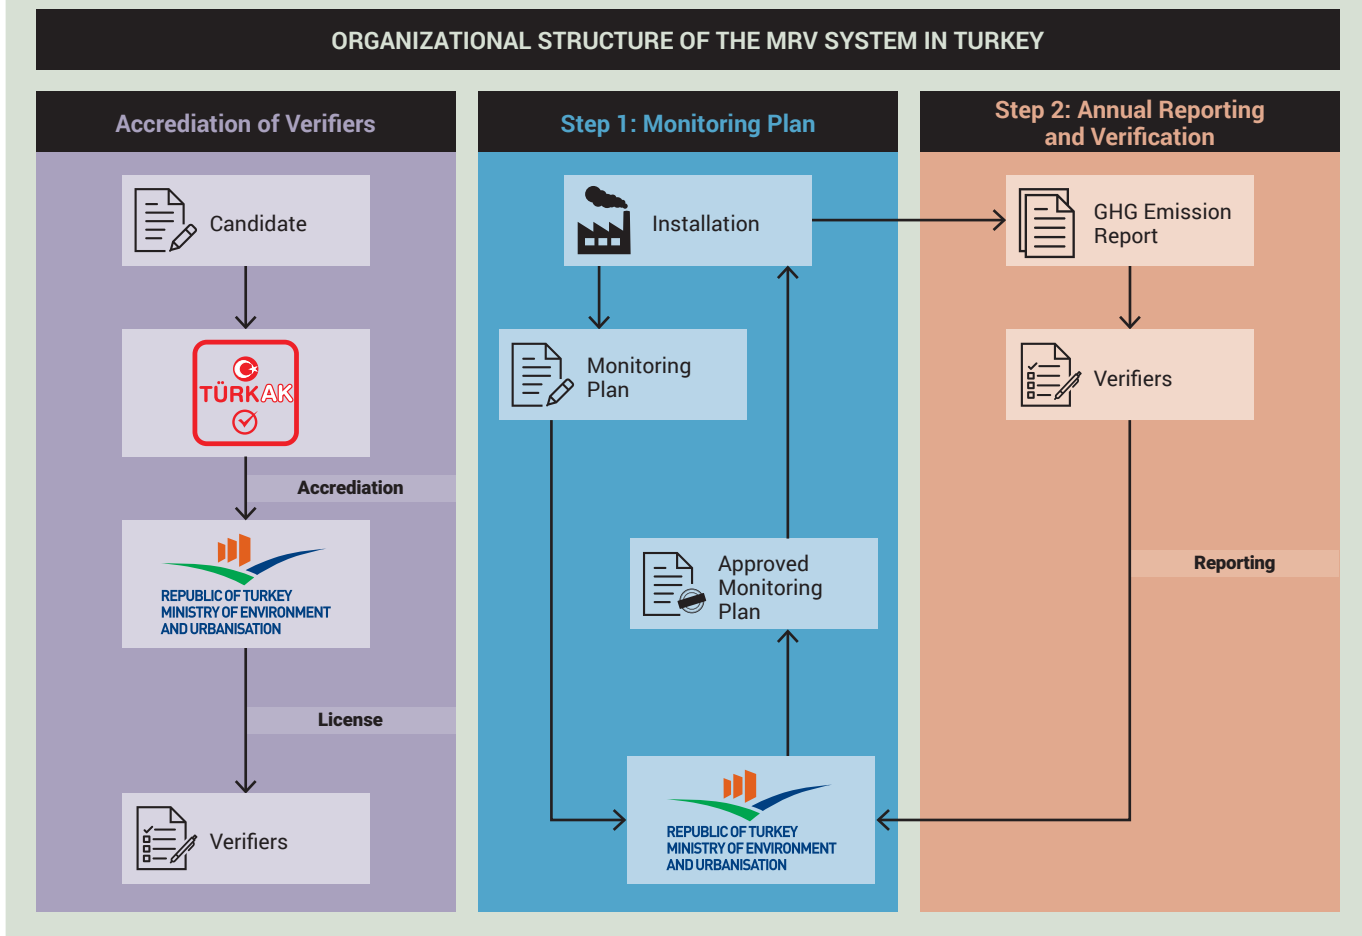 ORGANIZATIONAL STRUCTURE OF THE MRV SYSTEM IN TURKEY
Accrediation of Verifiers
Candidate
TÜRKAK
Accrediation
REPUBLIC OF TURKEY
MINISTRY OF ENVIRONMENT
AND URBANISATION
License
Verifiers
Step 1: Monitoring Plan
Installation
Monitoring
Plan
Approved
Monitoring
Plan
REPUBLIC OF TURKEY
MINISTRY OF ENVIRONMENT
AND URBANISATION
Step 2: Annual Reporting
and Verification
GHG Emission
Report
Verifiers
Reporting